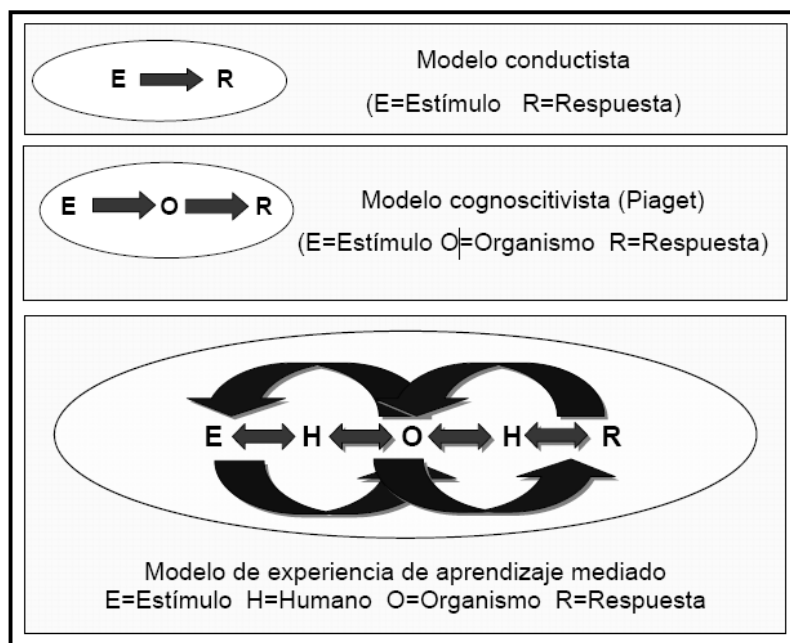 E R
Modelo conductista
(E=Estímulo R=Respuesta)
E O R
Modelo cognoscitivista (Piaget)
(E=Estímulo O=Organismo R=Respuesta)
E H O H R
Modelo de experiencia de aprendizaje mediado
E=Estímulo H=Humano O=Organismo R=Respuesta